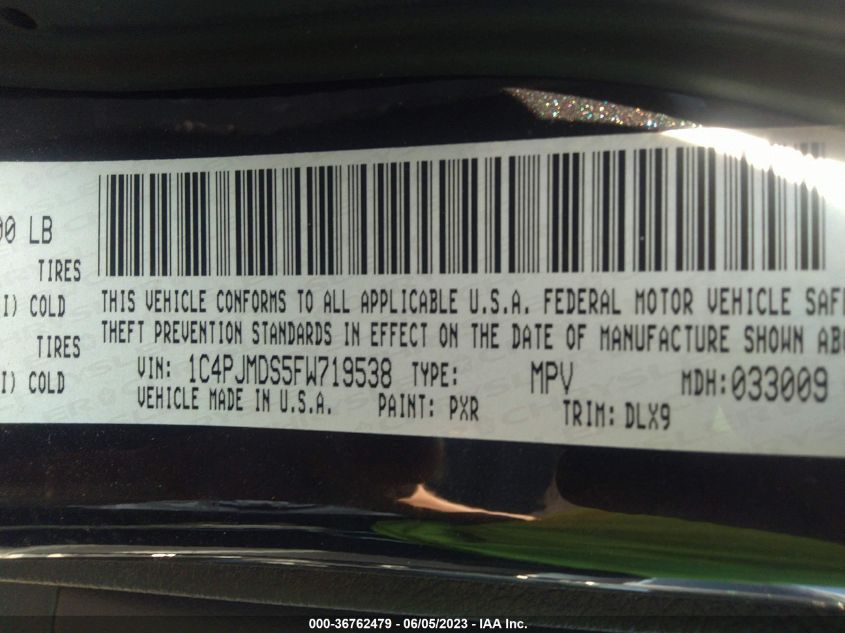 00 LB
TIRES
I) COLD
TIRES
I) COLD
THIS VEHICLE CONFORMS TO ALL APPLICABLE U.S.A. FEDERAL MOTOR VEHICLE SAFE
THEFT PREVENTION STANDARDS IN EFFECT ON THE DATE OF MANUFACTURE SHOWN ABO
VIN: 1C4PJMDS5FW719538 TYPE: MPV MDH:033009
VEHICLE MADE IN U.S.A. PAINT: PXR TRIM: DLX9
000-36762479 - 06/05/2023 - IAA Inc.